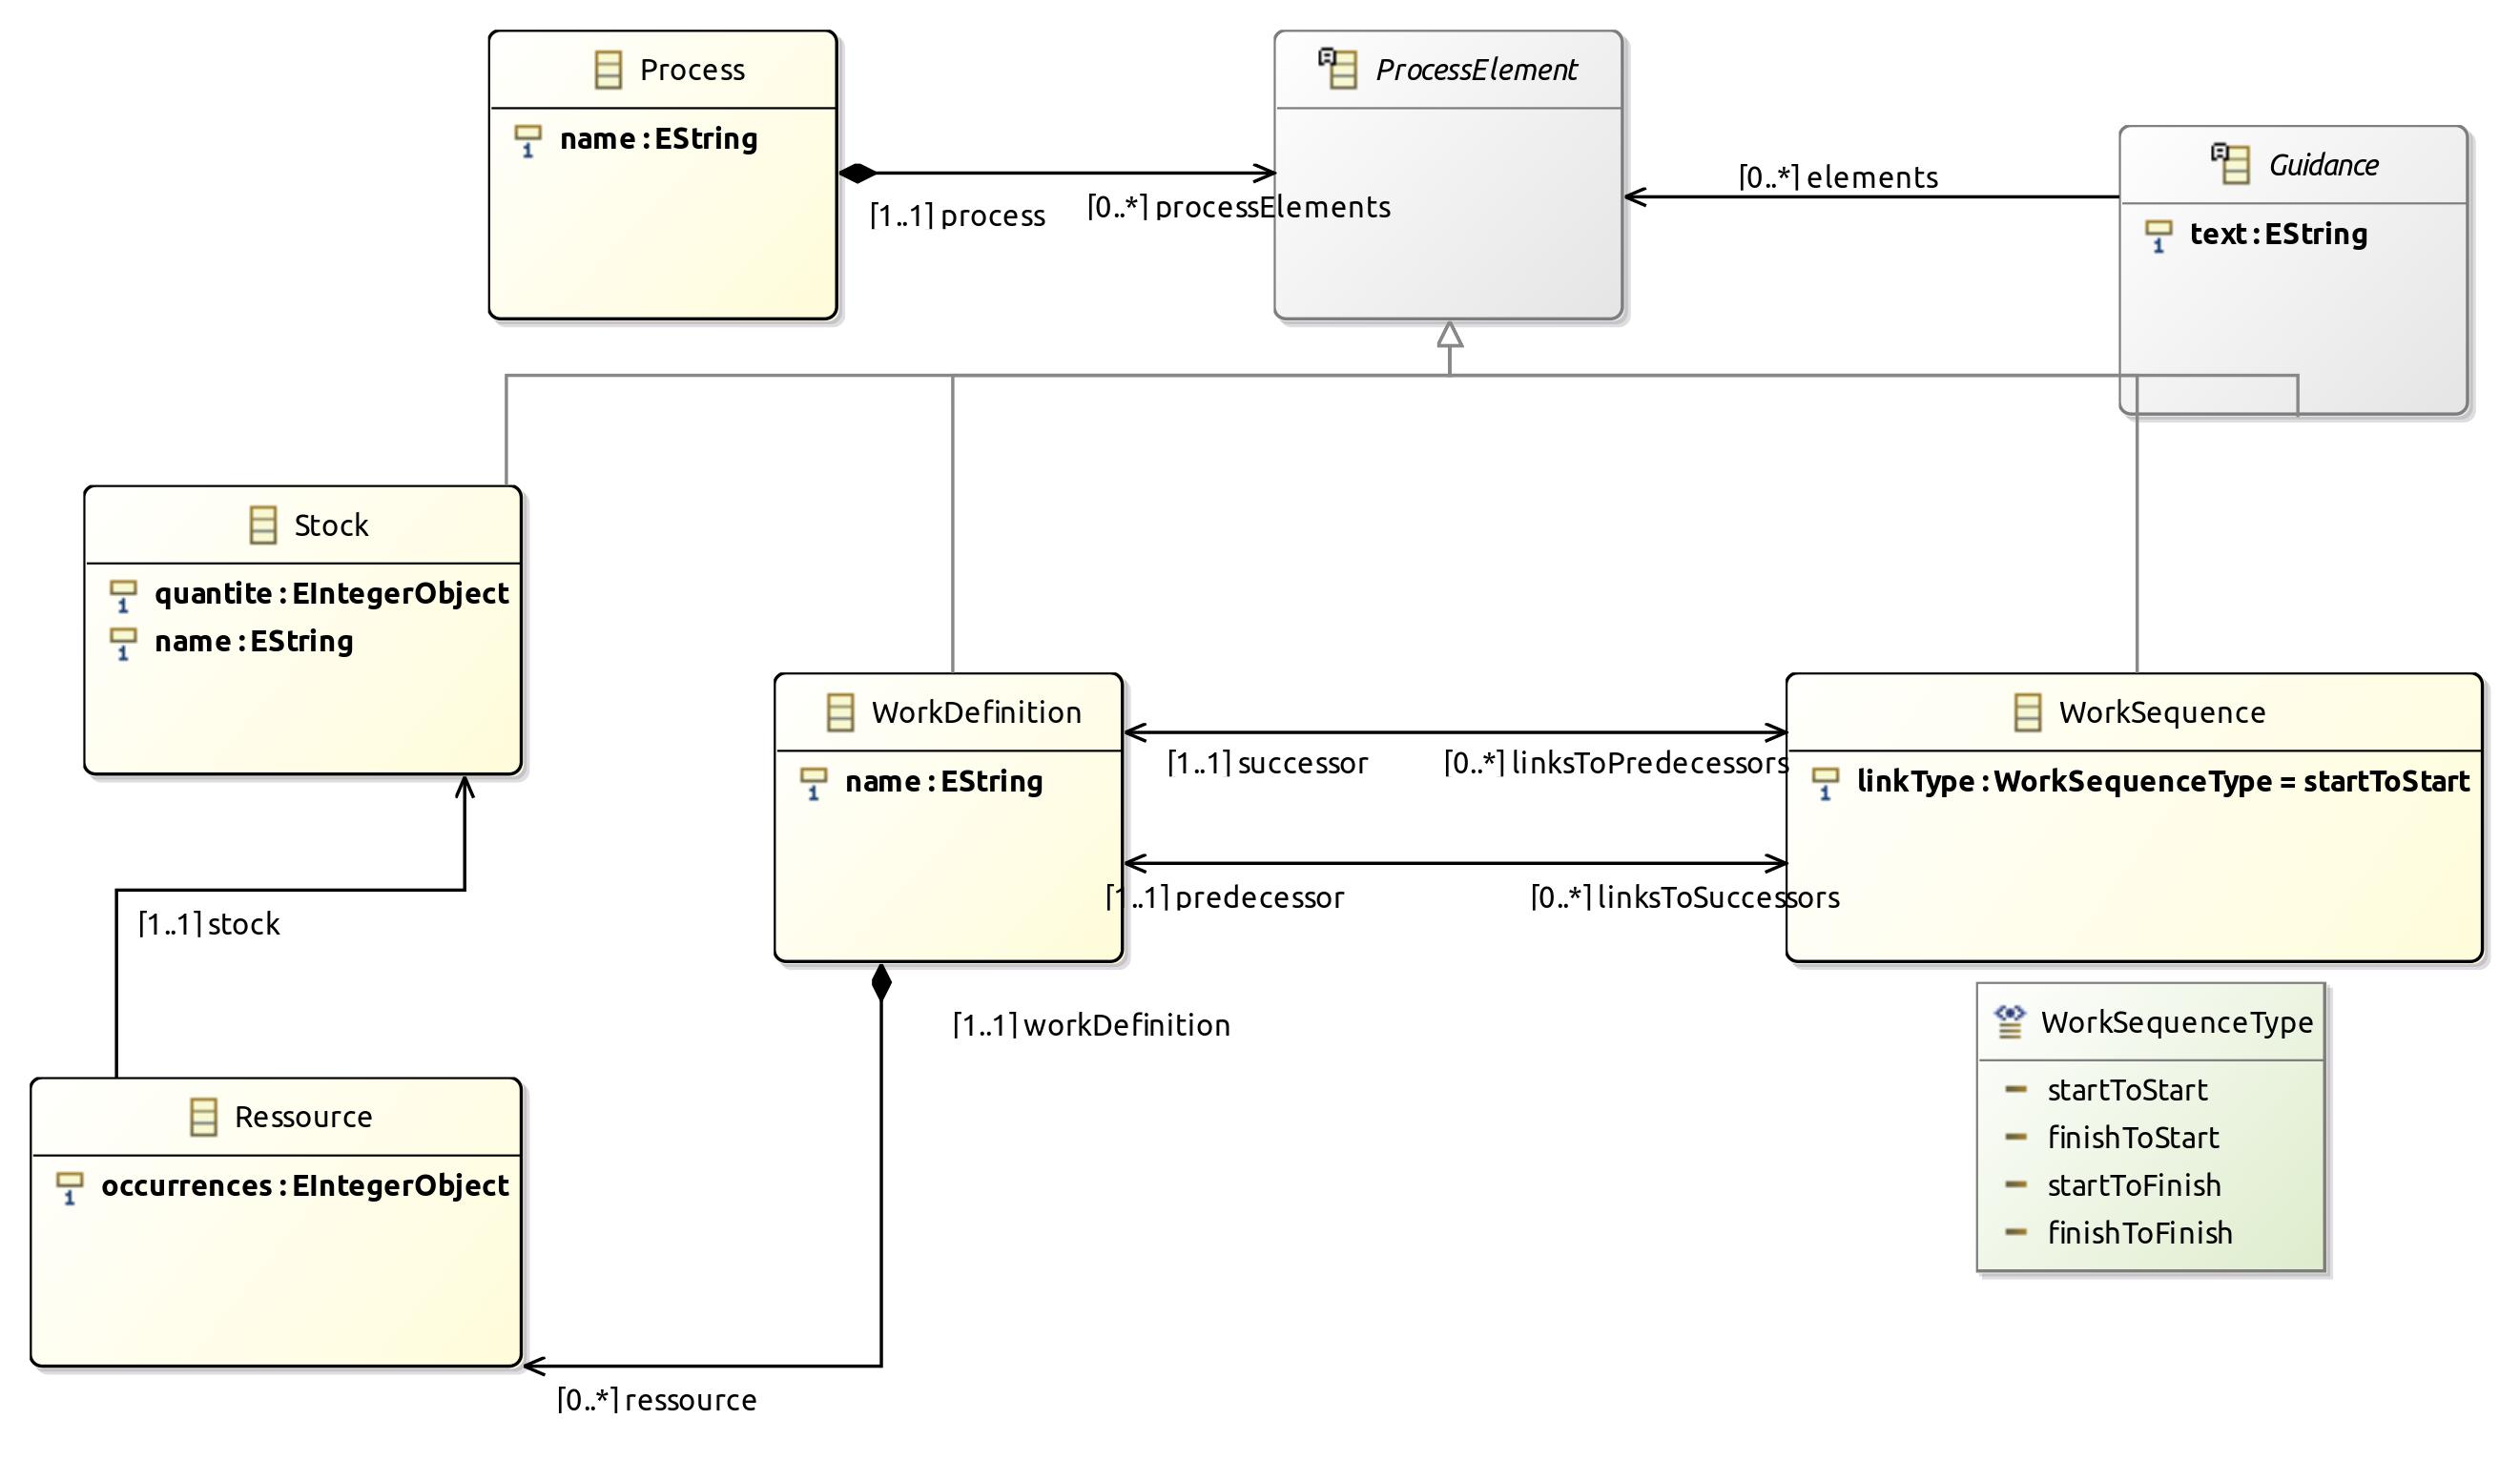 Process
name : EString
ProcessElement
Guidance
text : EString
[1..1] process
[0..*] processElements
[0..*] elements
Stock
quantite : EIntegerObject
name : EString
WorkDefinition
name : EString
WorkSequence
linkType : WorkSequenceType = startToStart
[1..1] successor
[0..*] linksToPredecessors
[1..1] predecessor
[0..*] linksToSuccessors
[1..1] stock
[1..1] workDefinition
WorkSequenceType
startToStart
finishToStart
startToFinish
finishToFinish
Ressource
occurrences : EIntegerObject
[0..*] ressource